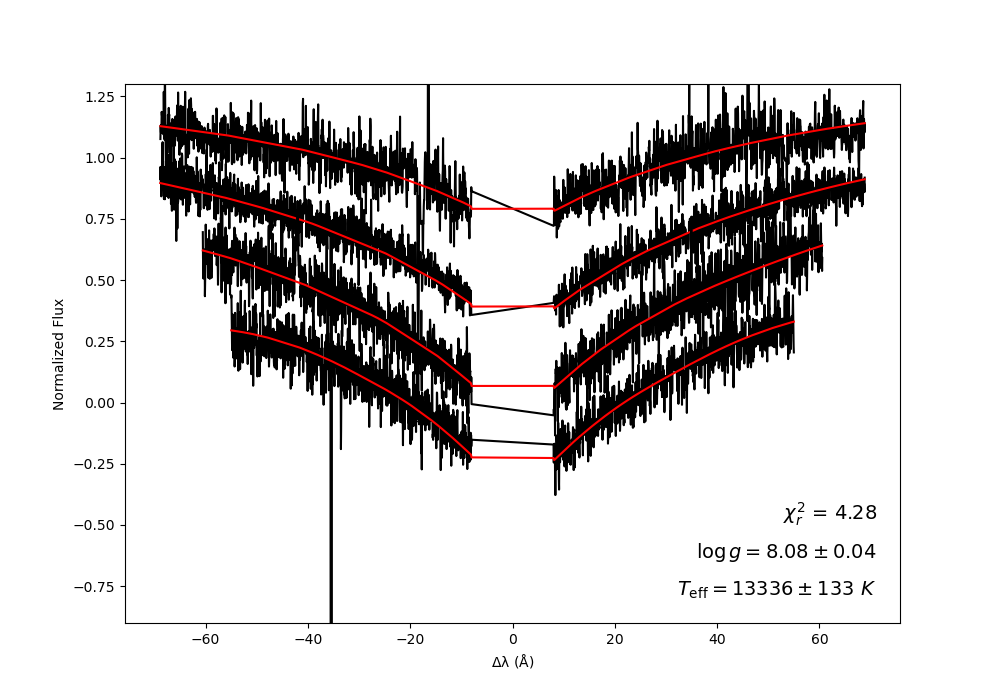 1.25
1.00
0.75
0.50
0.25
0.00
−0.25
−0.50
−0.75
Normalized Flux
χ²ᵣ = 4.28
log g = 8.08 ± 0.04
T_eff = 13336 ± 133 K
−60 −40 −20 0 20 40 60
Δλ (Å)